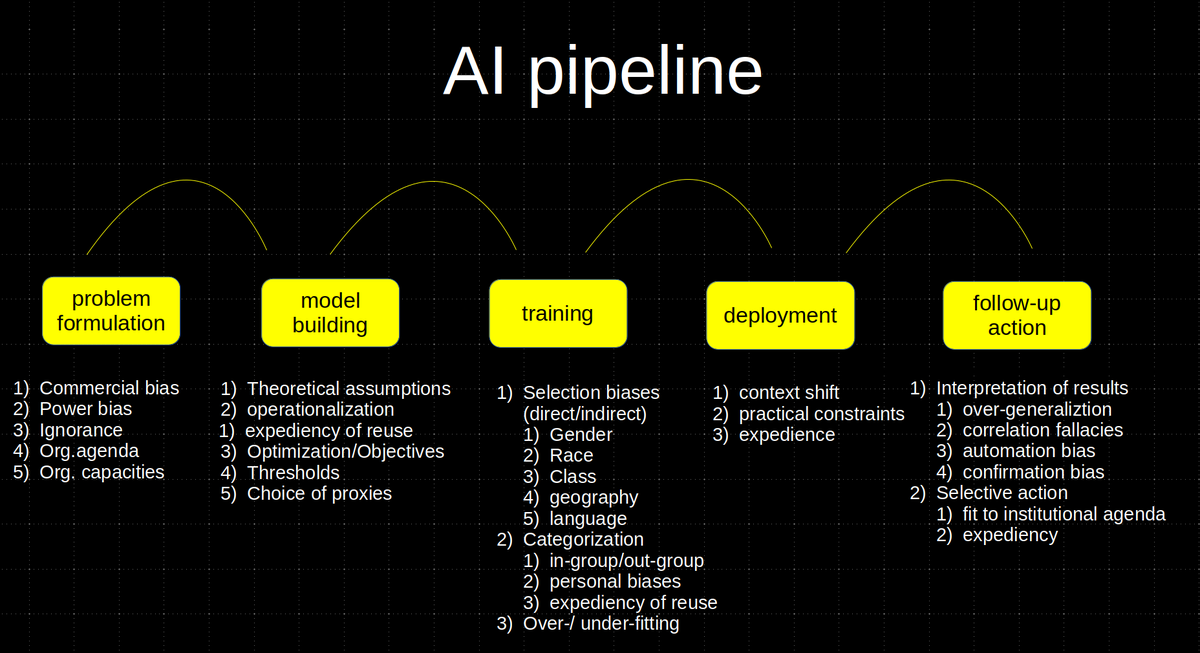 AI pipeline
problem
formulation
model
building
training
deployment
follow-up
action
1) Commercial bias
2) Power bias
3) Ignorance
4) Org.agenda
5) Org. capacities
1) Theoretical assumptions
2) operationalization
1) expediency of reuse
3) Optimization/Objectives
4) Thresholds
5) Choice of proxies
1) Selection biases
(direct/indirect)
1) Gender
2) Race
3) Class
4) geography
5) language
2) Categorization
1) in-group/out-group
2) personal biases
3) expediency of reuse
3) Over-/ under-fitting
1) context shift
2) practical constraints
3) expedience
1) Interpretation of results
1) over-generaliztion
2) correlation fallacies
3) automation bias
4) confirmation bias
2) Selective action
1) fit to institutional agenda
2) expediency